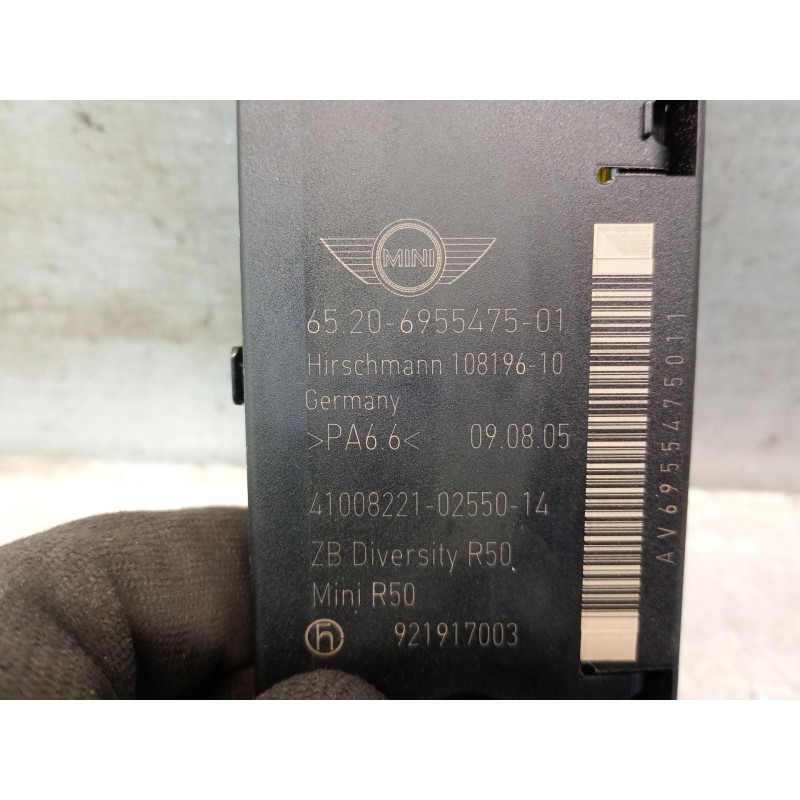 MINI
65.20-6955475-01
Hirschmann 108196-10
Germany
>PA6.6< 09.08.05
41008221-02550-14
ZB Diversity R50
Mini R50
h 921917003
AV695547501​1